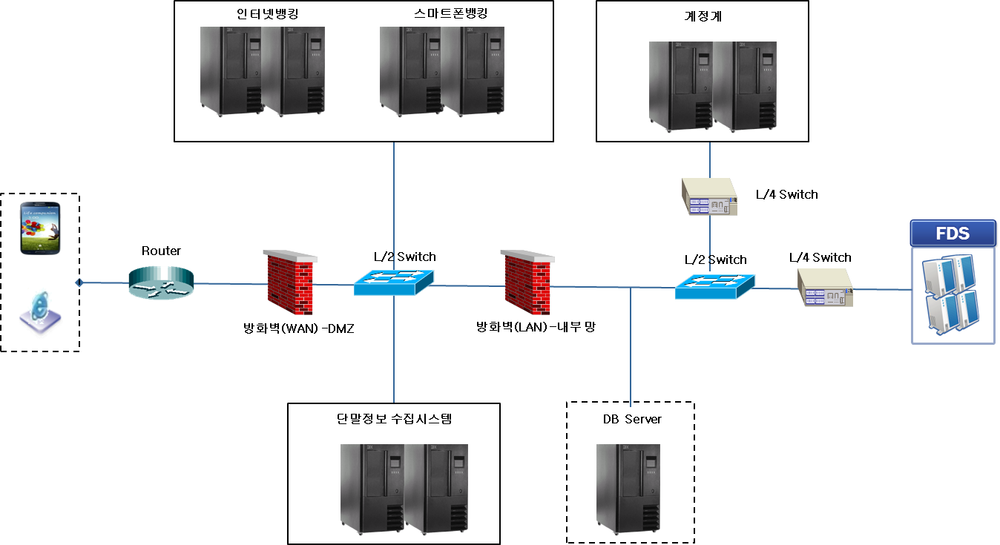 인터넷뱅킹
스마트폰뱅킹
계정계
L/4 Switch
FDS
Router
L/2 Switch
L/2 Switch
L/4 Switch
방화벽(WAN) -DMZ
방화벽(LAN) -내부 망
단말정보 수집시스템
DB Server